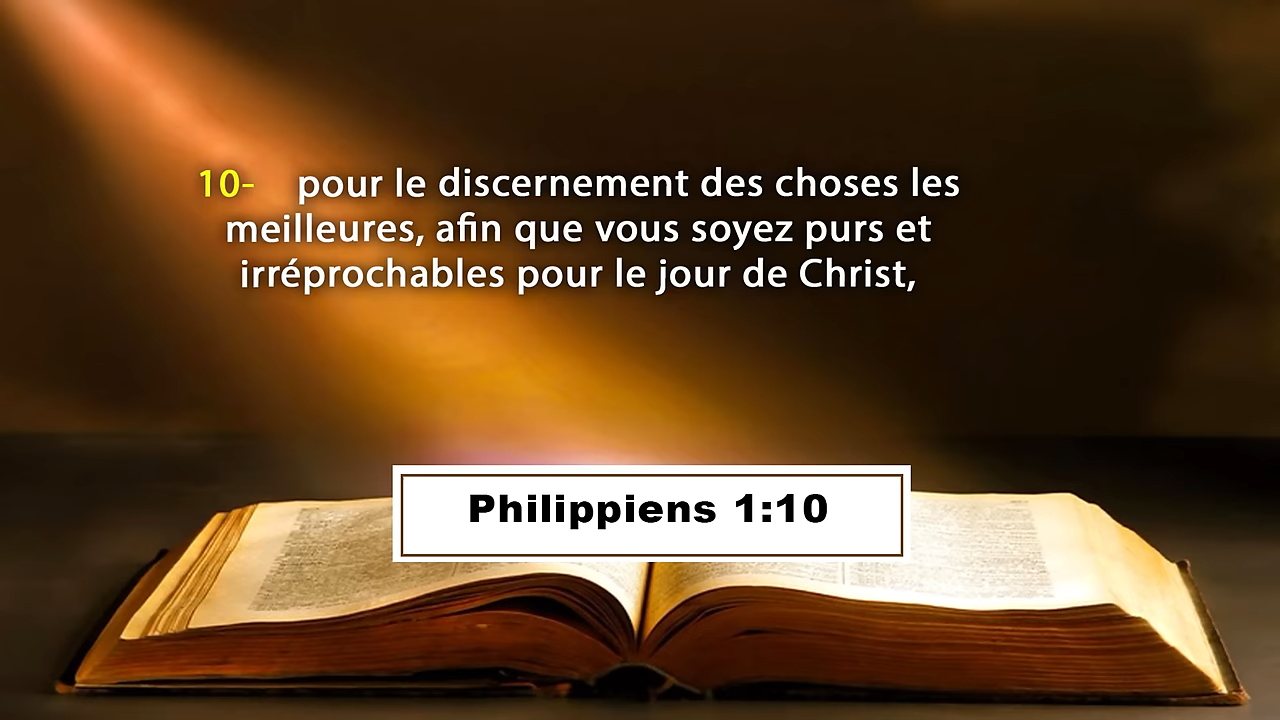 10- pour le discernement des choses les
meilleures, afin que vous soyez purs et
irréprochables pour le jour de Christ,
Philippiens 1:10